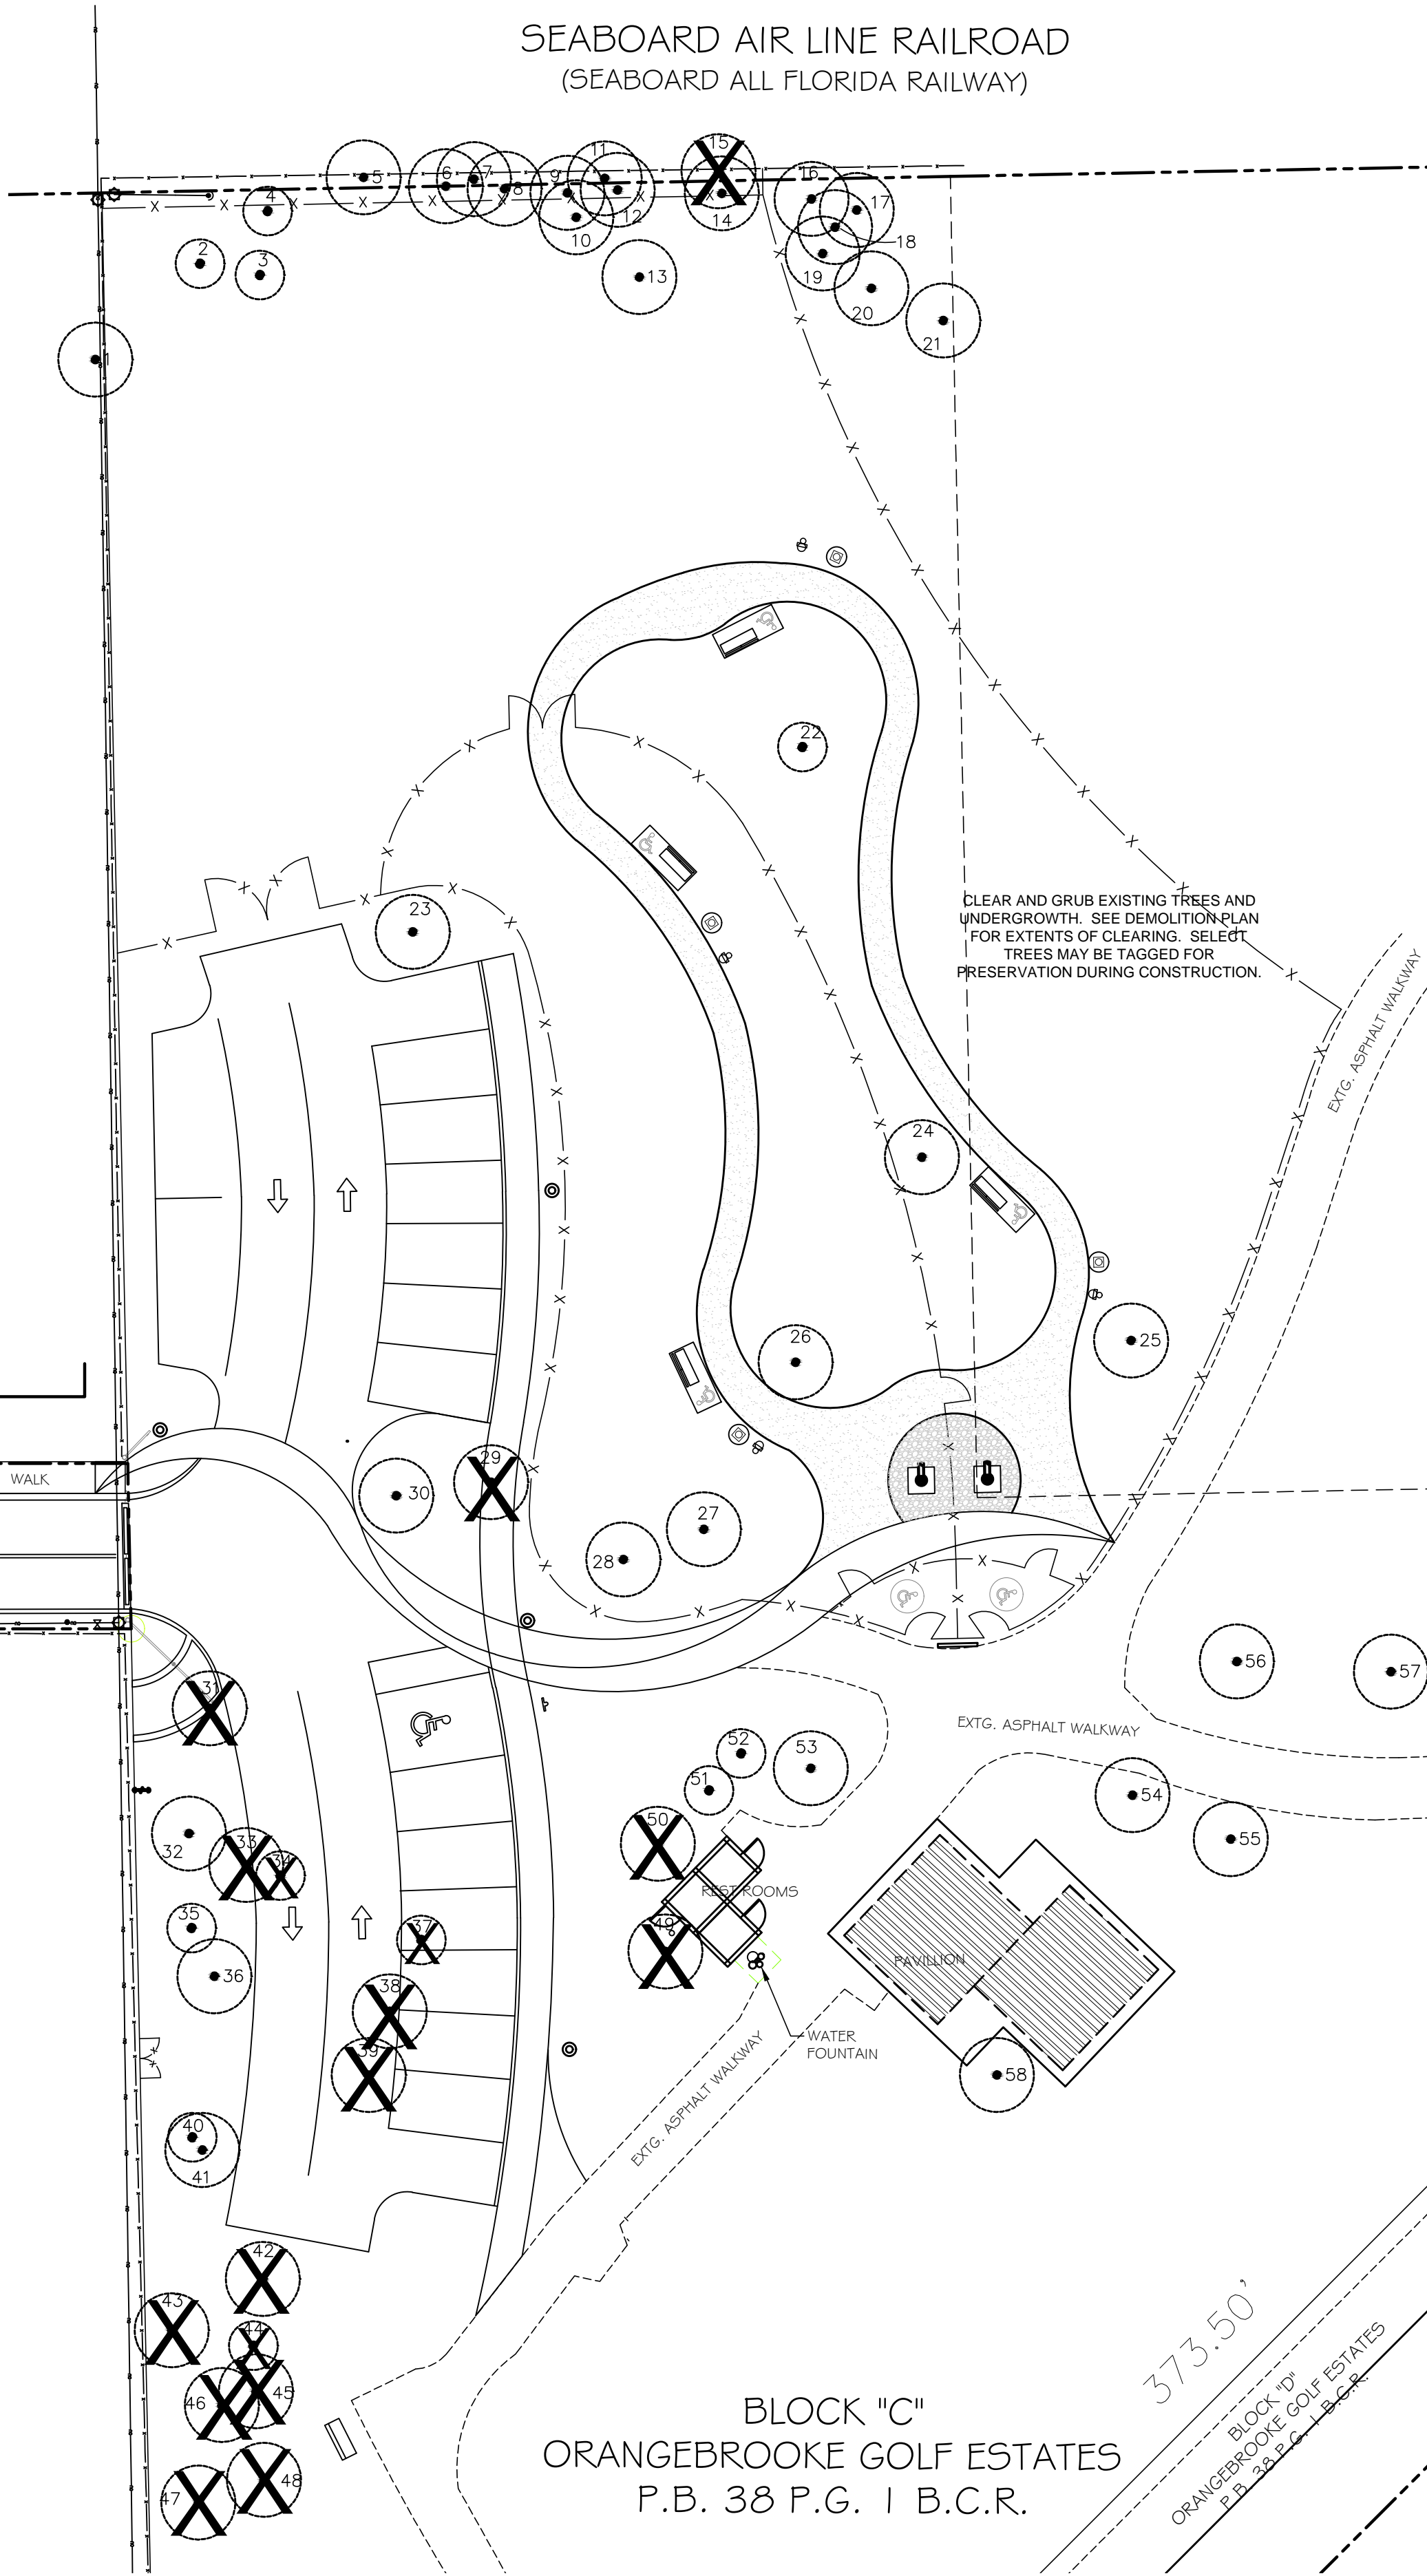 SEABOARD AIR LINE RAILROAD
(SEABOARD ALL FLORIDA RAILWAY)
15
11
5
6
7
8
9
16
4
12
14
17
10
18
2
3
13
19
20
21
1
22
CLEAR AND GRUB EXISTING TREES AND
UNDERGROWTH. SEE DEMOLITION PLAN
FOR EXTENTS OF CLEARING. SELECT
TREES MAY BE TAGGED FOR
PRESERVATION DURING CONSTRUCTION.
23
EXTG. ASPHALT WALKWAY
24
26
25
WALK
29
30
27
28
56
57
31
EXTG. ASPHALT WALKWAY
52
53
51
54
50
55
32
33
34
REST ROOMS
35
37
49
PAVILLION
36
38
WATER
FOUNTAIN
39
58
EXTG. ASPHALT WALKWAY
40
41
42
43
44
45
46
47
48
373.50'
BLOCK "C"
ORANGEBROOKE GOLF ESTATES
P.B. 38 P.G. 1 B.C.R.
BLOCK "D"
ORANGEBROOKE GOLF ESTATES
P.B. 38 P.G. 1 B.C.R.